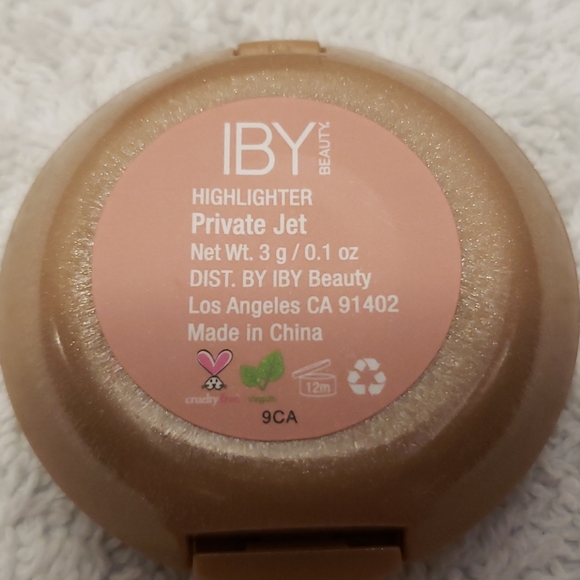 IBY BEAUTY.
HIGHLIGHTER
Private Jet
Net Wt. 3 g / 0.1 oz
DIST. BY IBY Beauty
Los Angeles CA 91402
Made in China
cruelty free vegan 12m
9CA